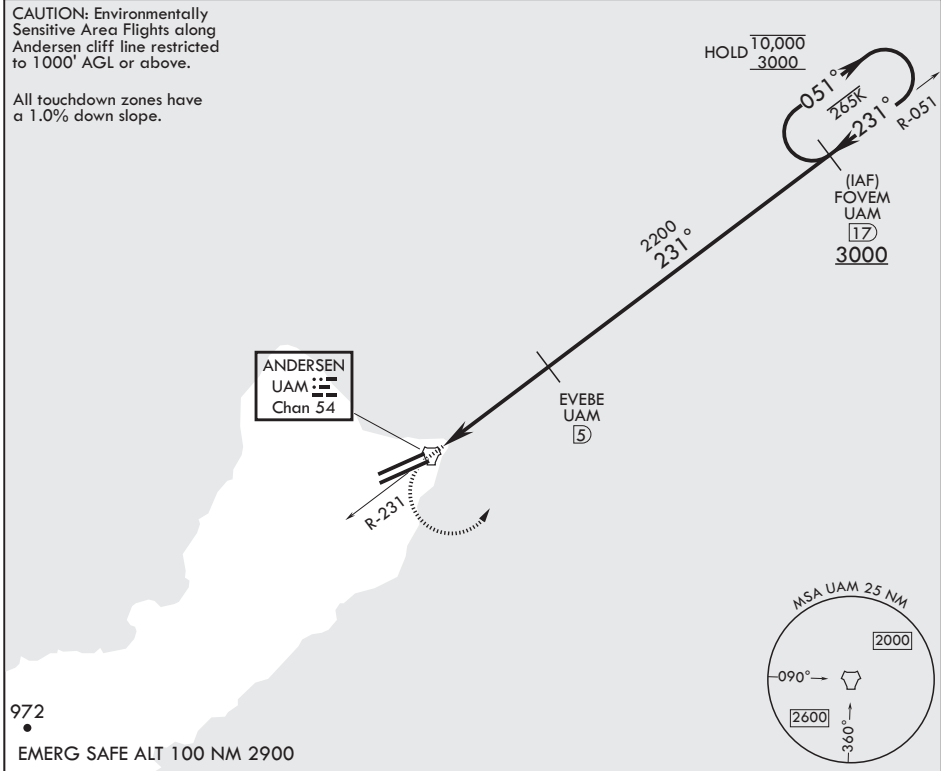 CAUTION: Environmentally
Sensitive Area Flights along
Andersen cliff line restricted
to 1000' AGL or above.
All touchdown zones have
a 1.0% down slope.
HOLD 10,000
3000
051°
265K
231°
R-051
(IAF)
FOVEM
UAM
17
3000
2200
231°
ANDERSEN
UAM
Chan 54
EVEBE
UAM
5
R-231
MSA UAM 25 NM
2000
090°
2600
360°
972
EMERG SAFE ALT 100 NM 2900